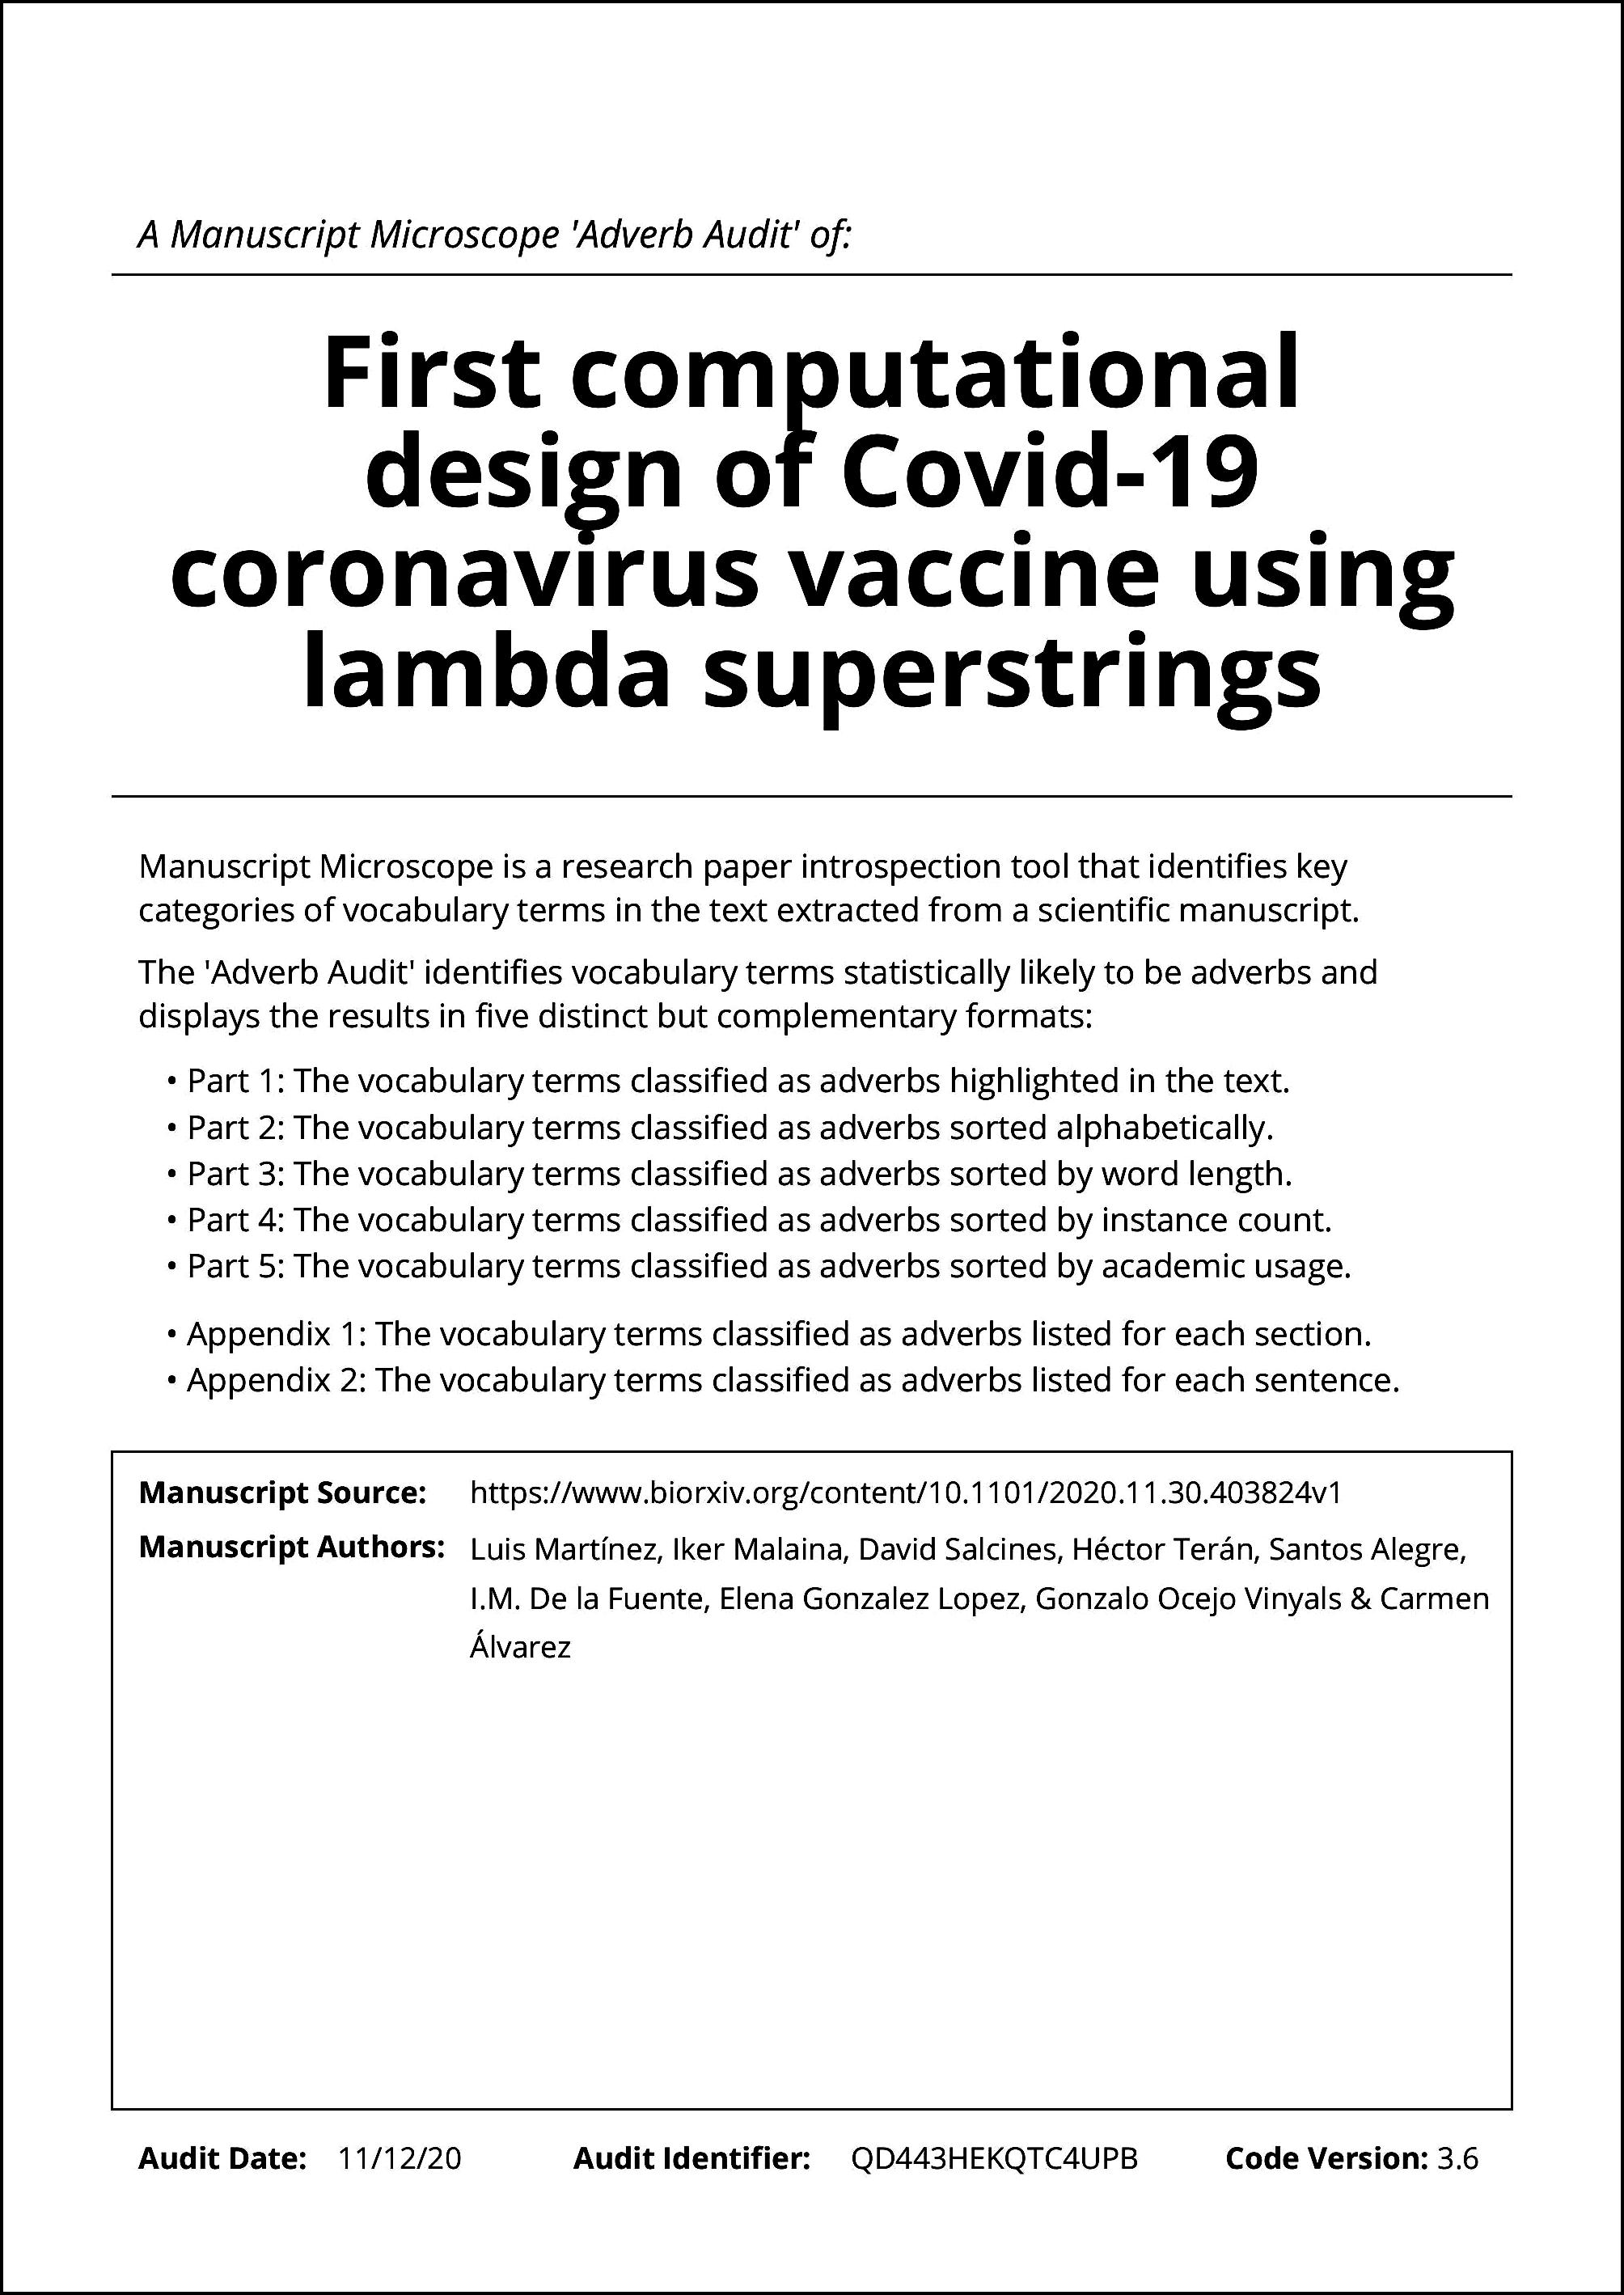 A Manuscript Microscope 'Adverb Audit' of:
First computational
design of Covid-19
coronavirus vaccine using
lambda superstrings
Manuscript Microscope is a research paper introspection tool that identifies key
categories of vocabulary terms in the text extracted from a scientific manuscript.
The 'Adverb Audit' identifies vocabulary terms statistically likely to be adverbs and
displays the results in five distinct but complementary formats:
• Part 1: The vocabulary terms classified as adverbs highlighted in the text.
• Part 2: The vocabulary terms classified as adverbs sorted alphabetically.
• Part 3: The vocabulary terms classified as adverbs sorted by word length.
• Part 4: The vocabulary terms classified as adverbs sorted by instance count.
• Part 5: The vocabulary terms classified as adverbs sorted by academic usage.
• Appendix 1: The vocabulary terms classified as adverbs listed for each section.
• Appendix 2: The vocabulary terms classified as adverbs listed for each sentence.
Manuscript Source: https://www.biorxiv.org/content/10.1101/2020.11.30.403824v1
Manuscript Authors: Luis Martínez, Iker Malaina, David Salcines, Héctor Terán, Santos Alegre,
I.M. De la Fuente, Elena Gonzalez Lopez, Gonzalo Ocejo Vinyals & Carmen
Álvarez
Audit Date: 11/12/20 Audit Identifier: QD443HEKQTC4UPB Code Version: 3.6